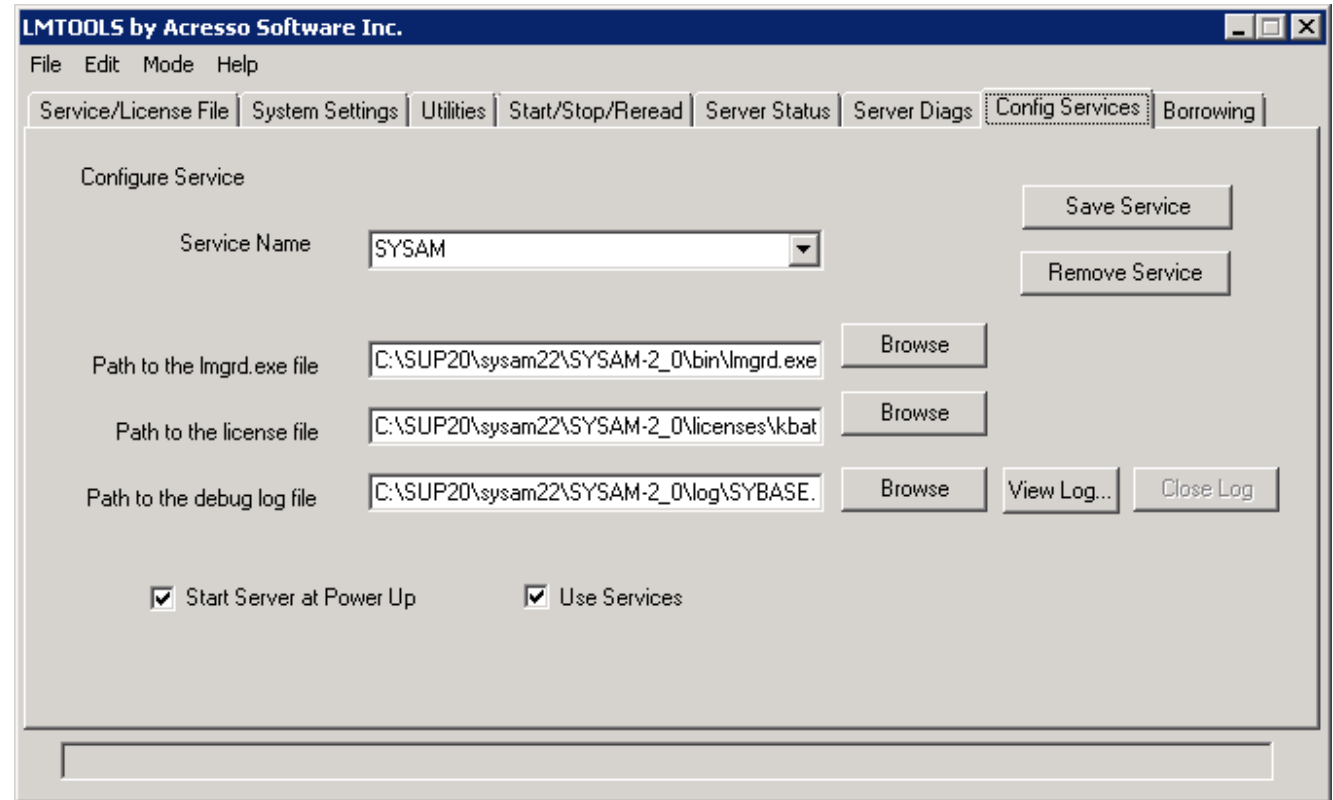 LMTOOLS by Acresso Software Inc.
File Edit Mode Help
Service/License File System Settings Utilities Start/Stop/Reread Server Status Server Diags Config Services Borrowing
Configure Service
Save Service
Service Name SYSAM
Remove Service
Path to the lmgrd.exe file C:\SUP20\sysam22\SYSAM-2_0\bin\lmgrd.exe Browse
Path to the license file C:\SUP20\sysam22\SYSAM-2_0\licenses\kbat Browse
Path to the debug log file C:\SUP20\sysam22\SYSAM-2_0\log\SYBASE. Browse View Log... Close Log
Start Server at Power Up Use Services